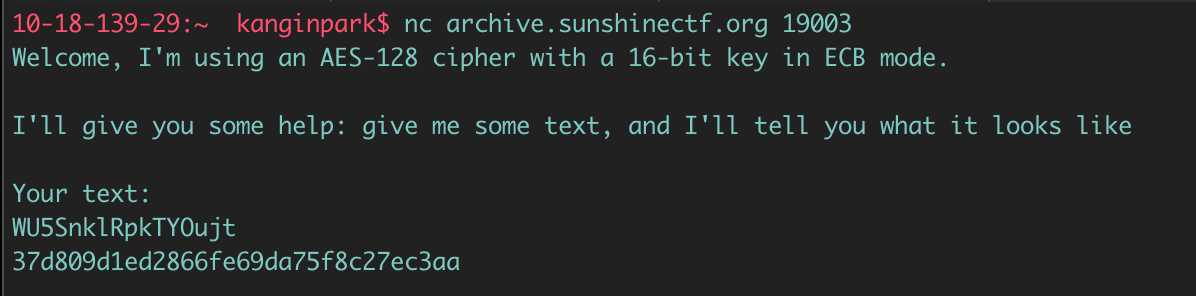 10-18-139-29:~  kanginpark$ nc archive.sunshinectf.org 19003
Welcome, I'm using an AES-128 cipher with a 16-bit key in ECB mode.
I'll give you some help: give me some text, and I'll tell you what it looks like
Your text:
WU5SnklRpkTYOujt
37d809d1ed2866fe69da75f8c27ec3aa